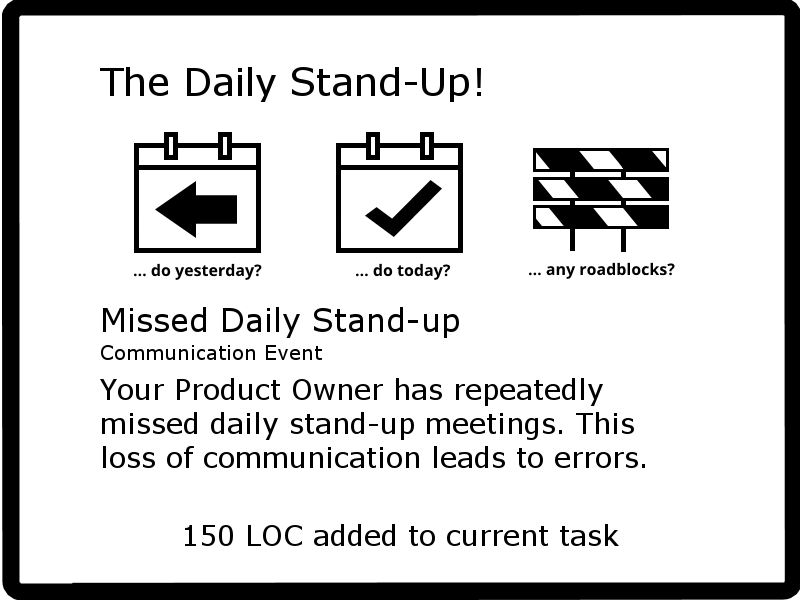 The Daily Stand-Up!
... do yesterday?
... do today?
... any roadblocks?
Missed Daily Stand-up
Communication Event
Your Product Owner has repeatedly
missed daily stand-up meetings. This
loss of communication leads to errors.
150 LOC added to current task